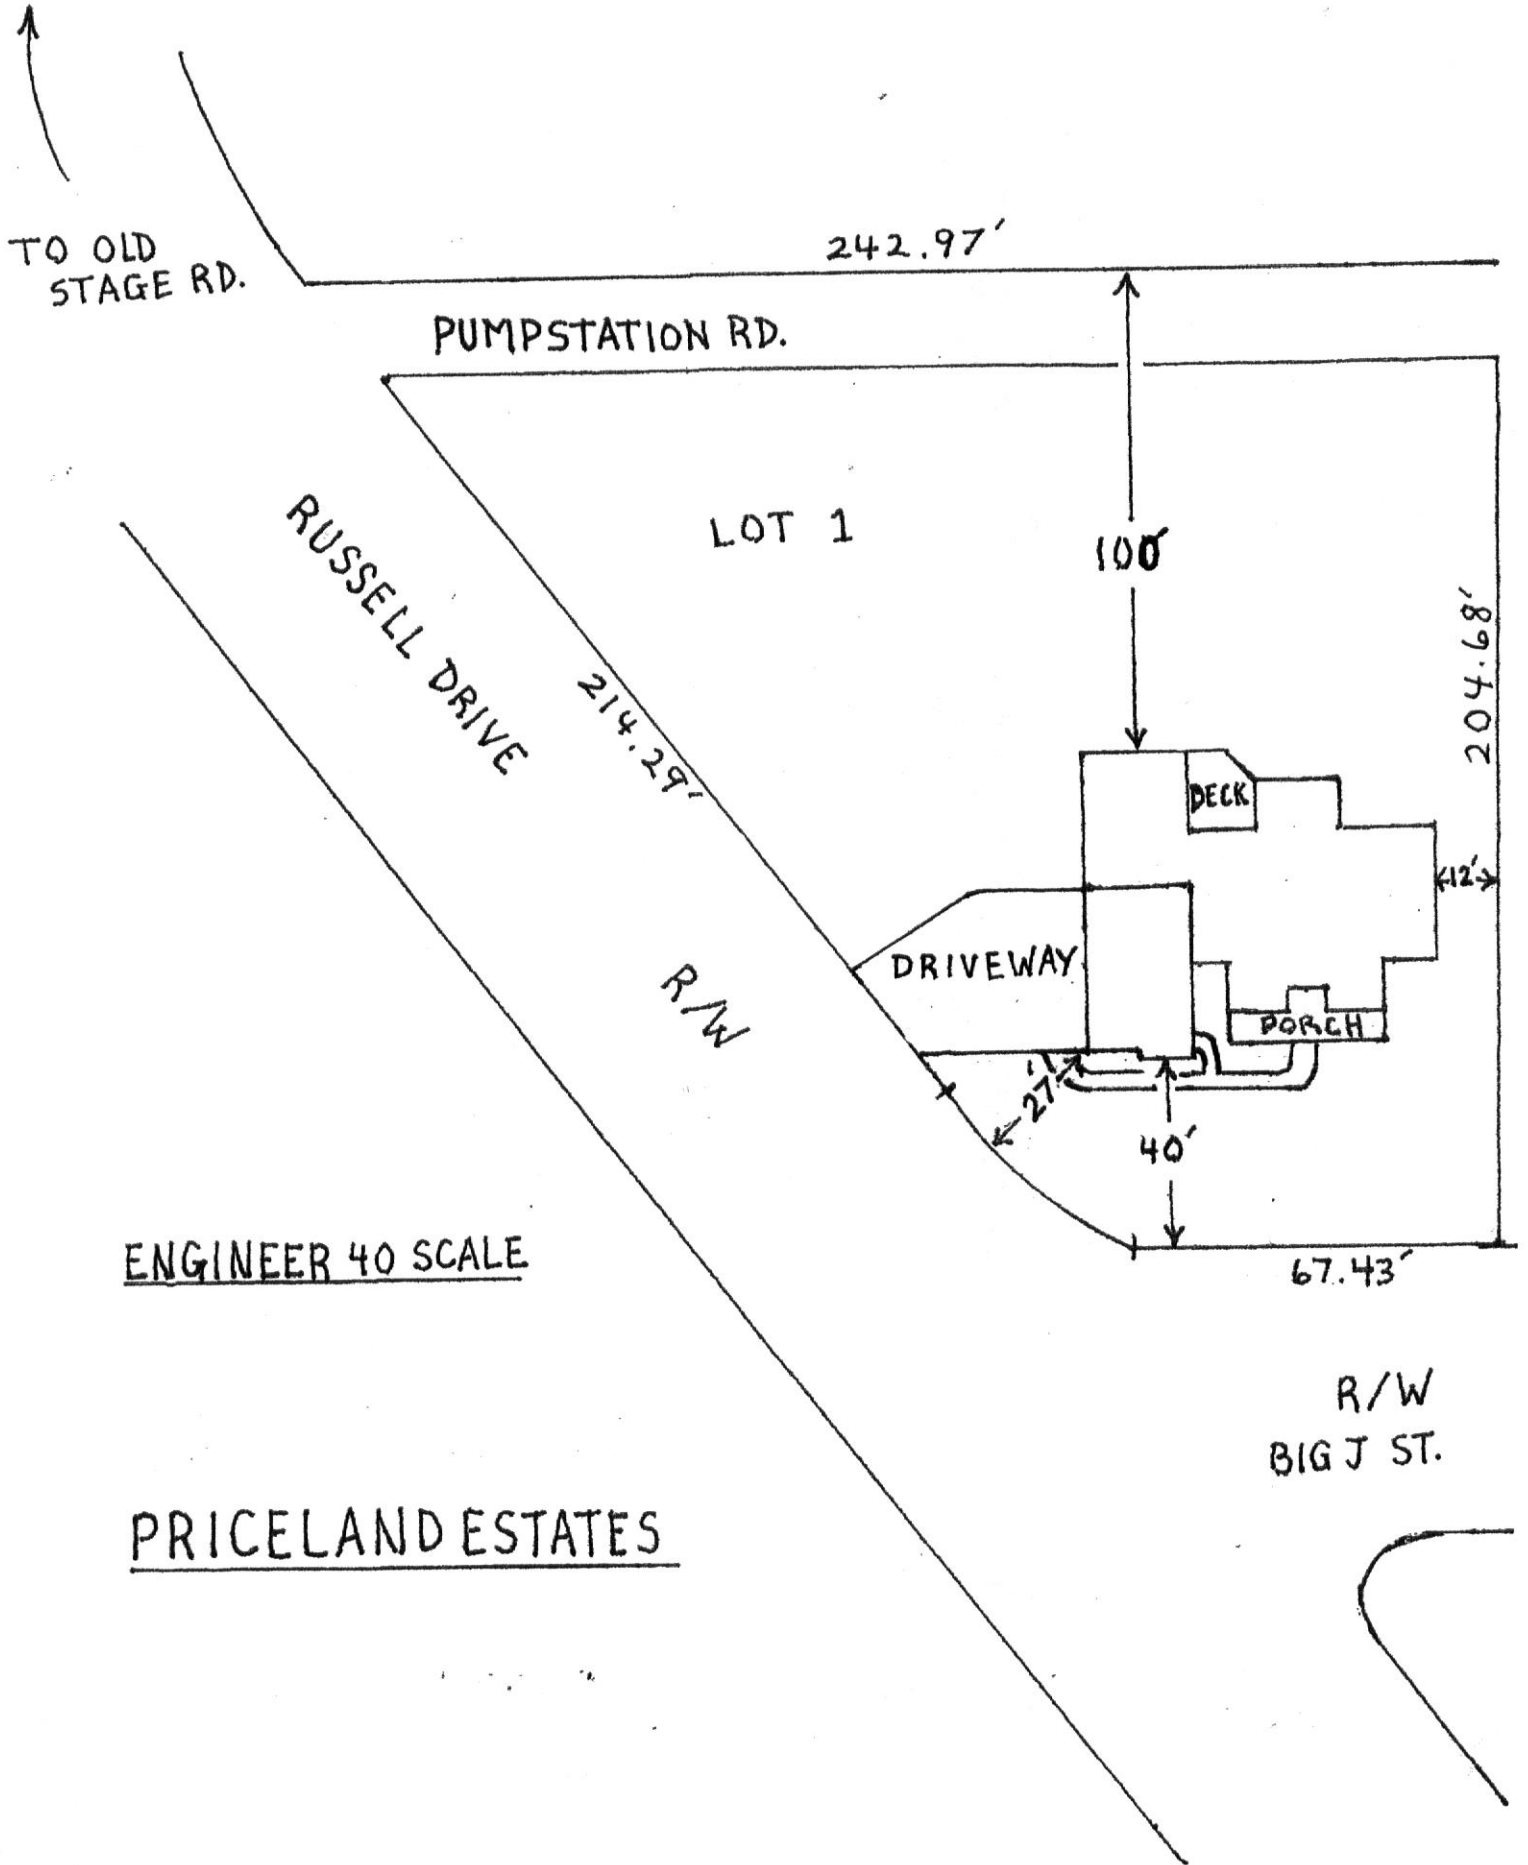 TO OLD
STAGE RD.
242.97'
PUMPSTATION RD.
LOT 1
RUSSELL DRIVE
214.29'
100'
204.68'
DECK
12'
DRIVEWAY
R/W
PORCH
27'
40'
ENGINEER 40 SCALE
67.43'
R/W
BIG J ST.
PRICELAND ESTATES